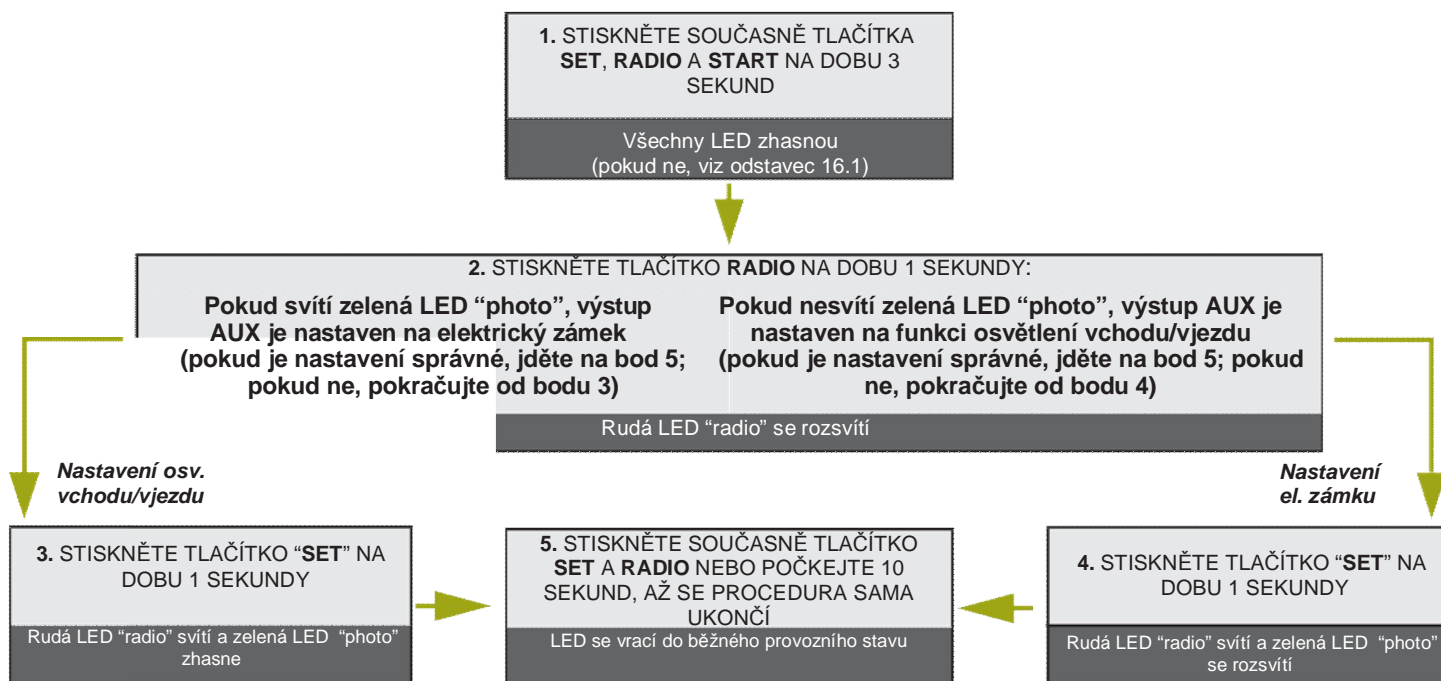 1. STISKNĚTE SOUČASNĚ TLAČÍTKA
SET, RADIO A START NA DOBU 3
SEKUND
Všechny LED zhasnou
(pokud ne, viz odstavec 16.1)
2. STISKNĚTE TLAČÍTKO RADIO NA DOBU 1 SEKUNDY:
Pokud svítí zelená LED “photo”, výstup
AUX je nastaven na elektrický zámek
(pokud je nastavení správné, jděte na bod 5;
pokud ne, pokračujte od bodu 3)
Pokud nesvítí zelená LED “photo”, výstup AUX je
nastaven na funkci osvětlení vchodu/vjezdu
(pokud je nastavení správné, jděte na bod 5; pokud
ne, pokračujte od bodu 4)
Rudá LED “radio” se rozsvítí
Nastavení osv.
vchodu/vjezdu
Nastavení
el. zámku
3. STISKNĚTE TLAČÍTKO “SET” NA
DOBU 1 SEKUNDY
Rudá LED “radio” svítí a zelená LED “photo”
zhasne
5. STISKNĚTE SOUČASNĚ TLAČÍTKO
SET A RADIO NEBO POČKEJTE 10
SEKUND, AŽ SE PROCEDURA SAMA
UKONČÍ
LED se vrací do běžného provozního stavu
4. STISKNĚTE TLAČÍTKO “SET” NA
DOBU 1 SEKUNDY
Rudá LED “radio” svítí a zelená LED “photo”
se rozsvítí